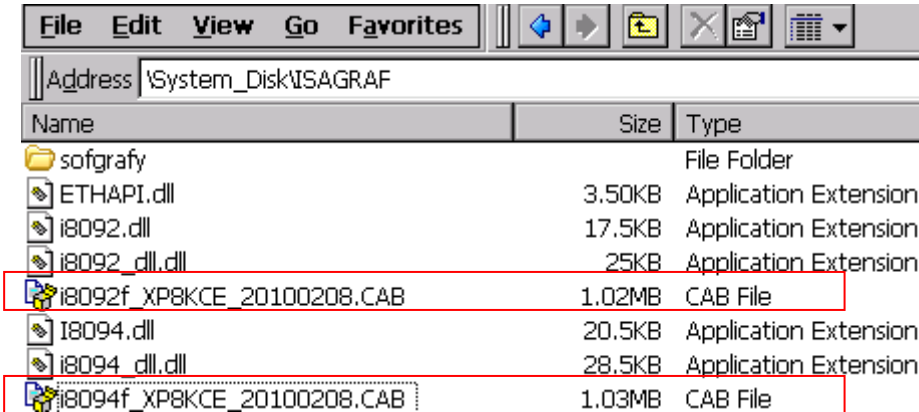 File Edit View Go Favorites
Address \System_Disk\ISAGRAF
Name Size Type
sofgrafy File Folder
ETHAPI.dll 3.50KB Application Extension
i8092.dll 17.5KB Application Extension
i8092_dll.dll 25KB Application Extension
i8092f_XP8KCE_20100208.CAB 1.02MB CAB File
I8094.dll 20.5KB Application Extension
i8094_dll.dll 28.5KB Application Extension
i8094f_XP8KCE_20100208.CAB 1.03MB CAB File